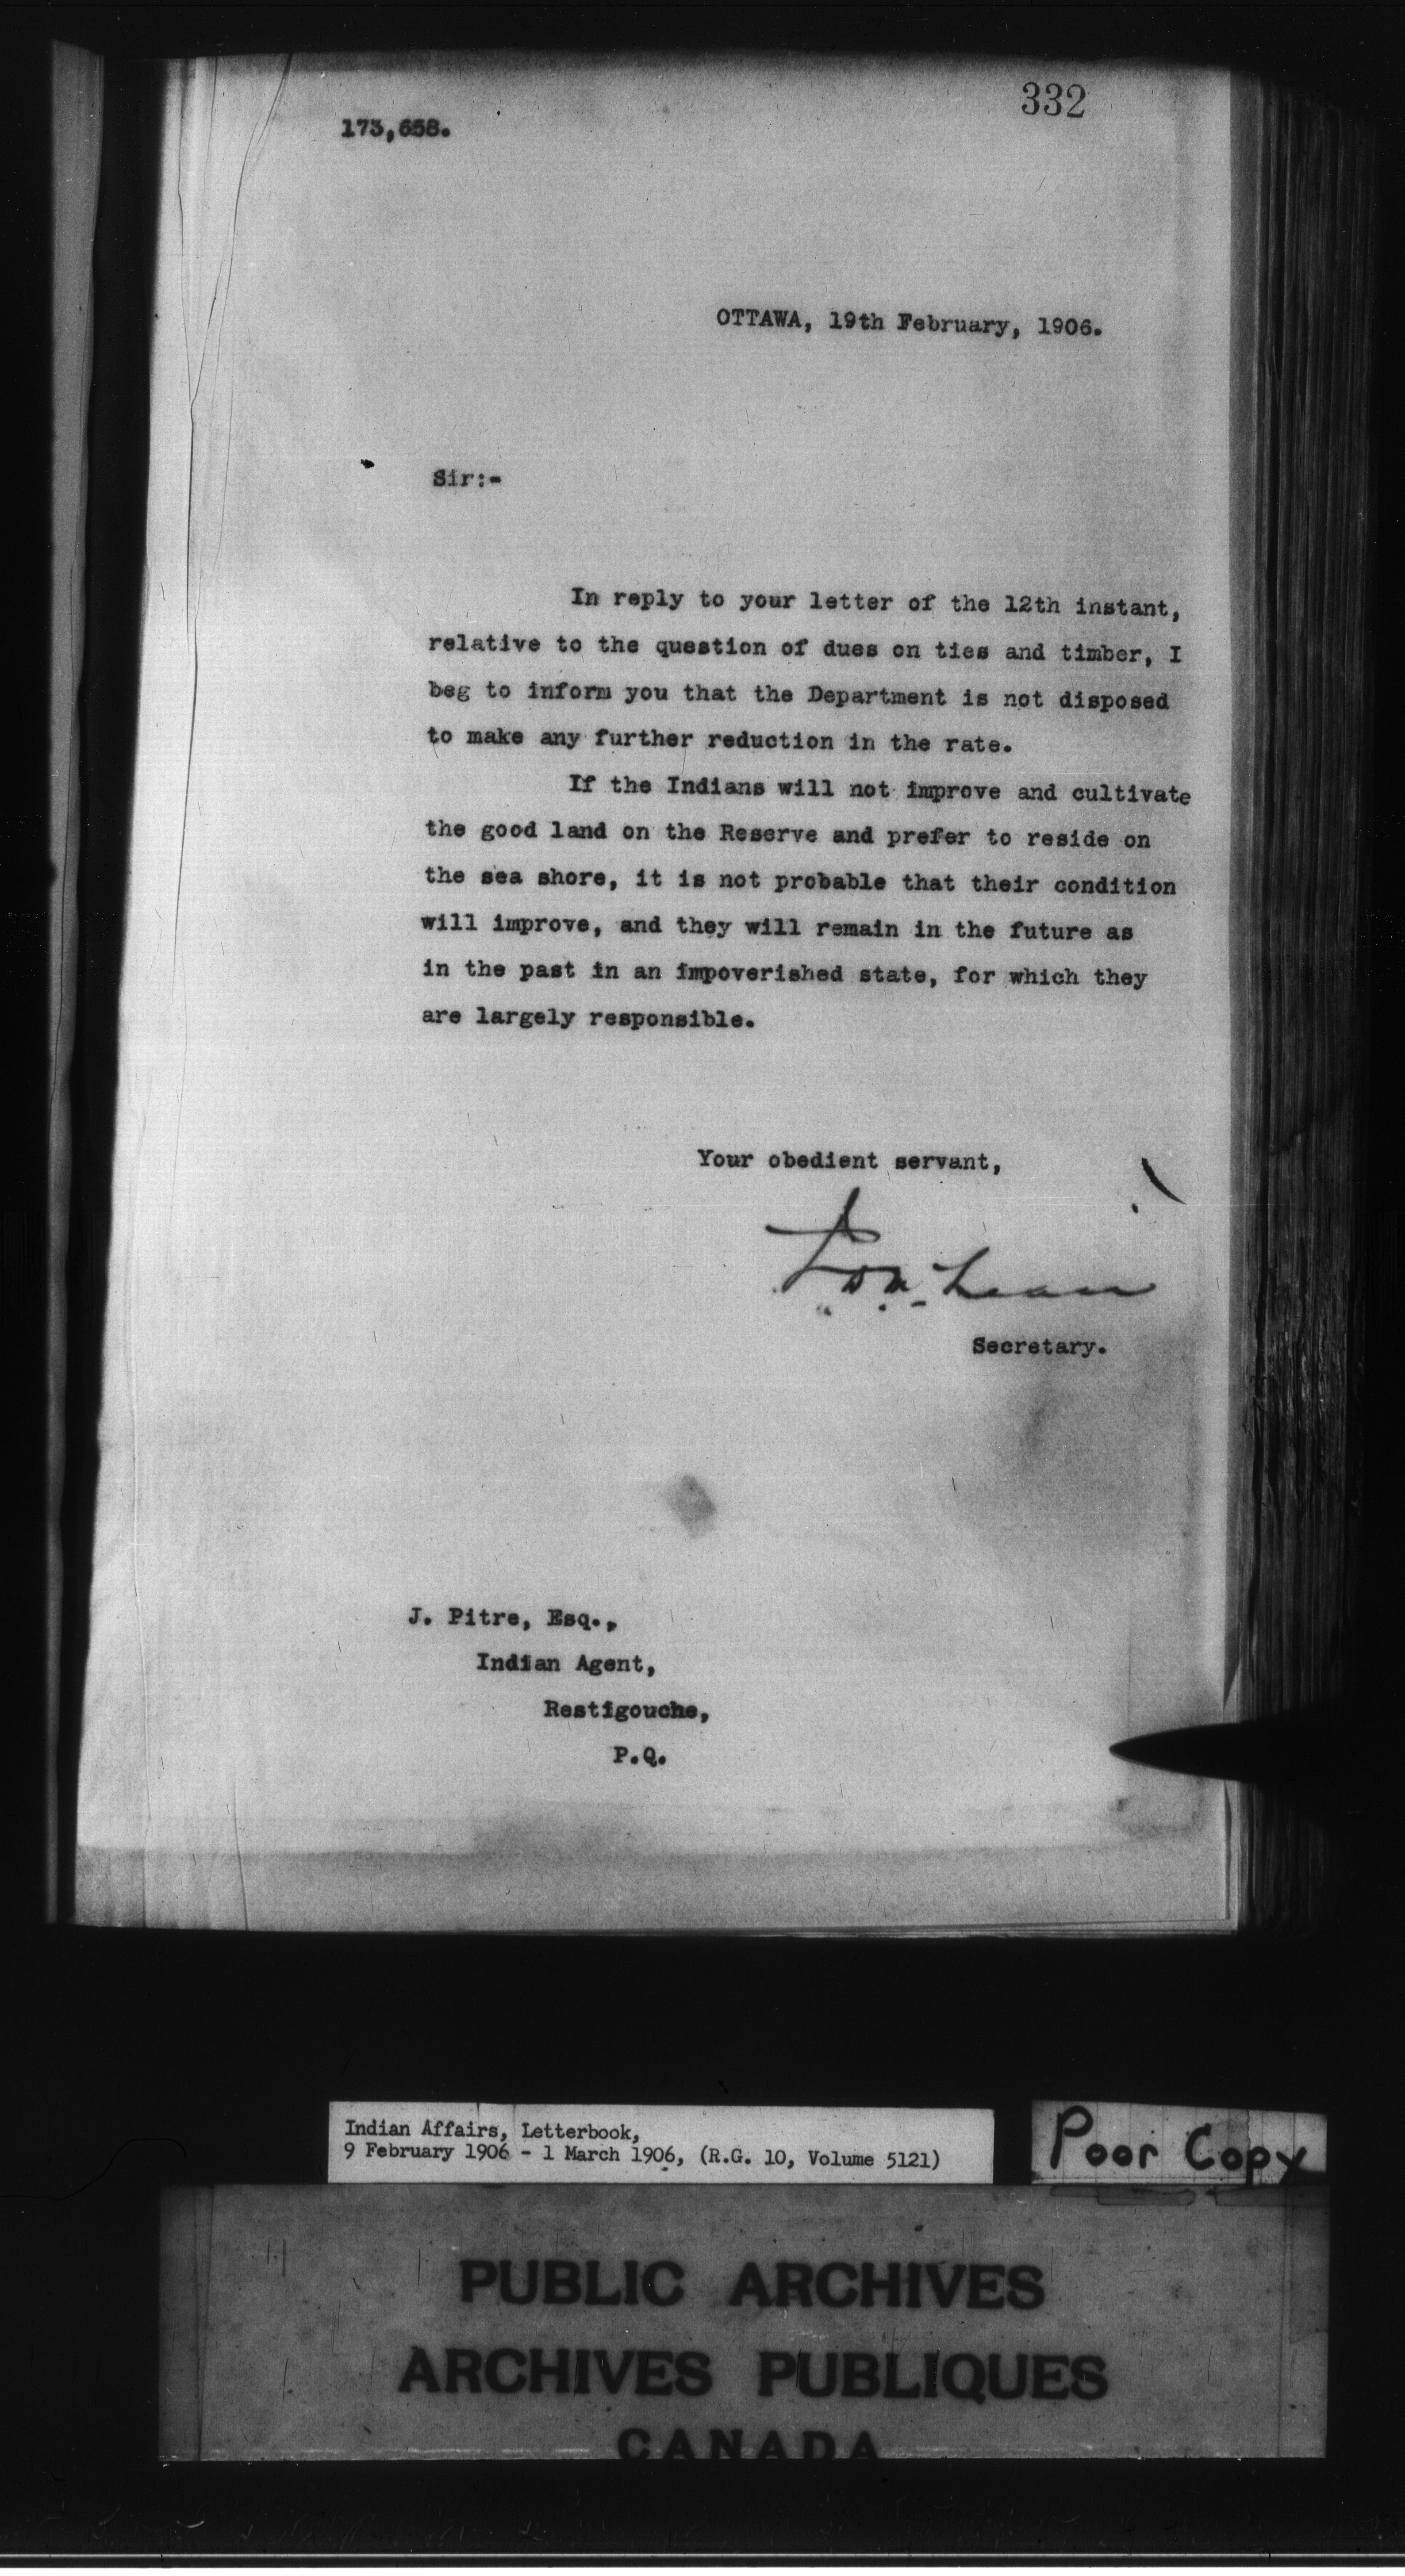 332
173,658.
OTTAWA, 19th February, 1906.
Sir:-
In reply to your letter of the 12th instant,
relative to the question of dues on ties and timber, I
beg to inform you that the Department is not disposed
to make any further reduction in the rate.
If the Indians will not improve and cultivate
the good land on the Reserve and prefer to reside on
the sea shore, it is not probable that their condition
will improve, and they will remain in the future as
in the past in an impoverished state, for which they
are largely responsible.
Your obedient servant,
Secretary.
J. Pitre, Esq.,
Indian Agent,
Restigouche,
P.Q.
Indian Affairs, Letterbook,
9 February 1906 - 1 March 1906, (R.G. 10, Volume 5121)
Poor Copy
PUBLIC ARCHIVES
ARCHIVES PUBLIQUES
CANADA